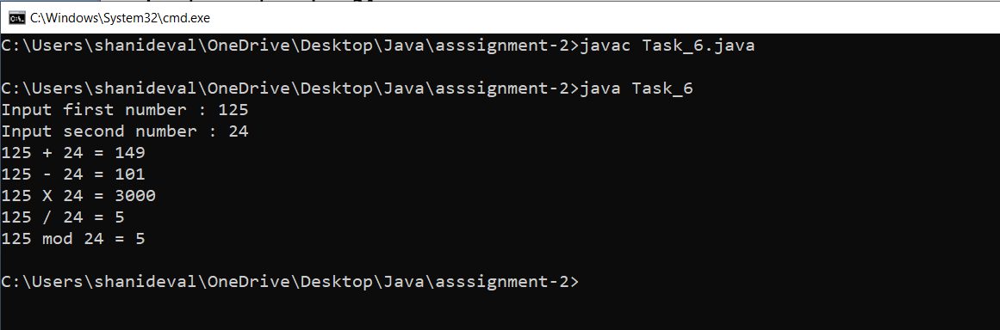 C:\Windows\System32\cmd.exe
C:\Users\shanideval\OneDrive\Desktop\Java\asssignment-2>javac Task_6.java
C:\Users\shanideval\OneDrive\Desktop\Java\asssignment-2>java Task_6
Input first number : 125
Input second number : 24
125 + 24 = 149
125 - 24 = 101
125 X 24 = 3000
125 / 24 = 5
125 mod 24 = 5
C:\Users\shanideval\OneDrive\Desktop\Java\asssignment-2>